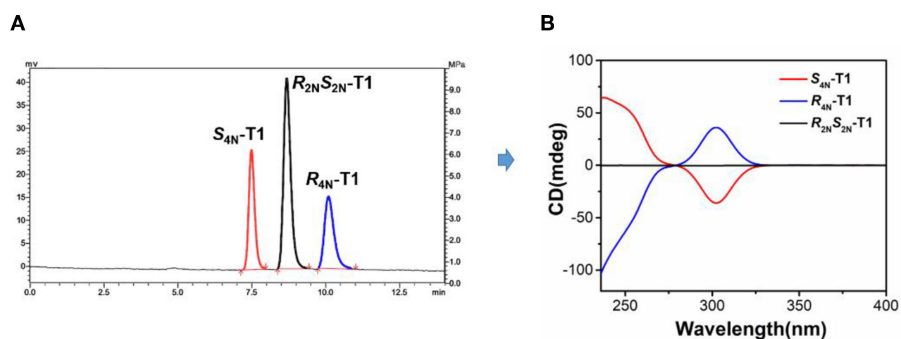 A
B
mv
MPa
40
35
30
25
20
15
10
5
0
9.0
8.0
7.0
6.0
5.0
4.0
3.0
2.0
1.0
0.0
S4N-T1
R2NS2N-T1
R4N-T1
0.0 2.5 5.0 7.5 10.0 12.5 min
CD(mdeg)
100
50
0
-50
-100
S4N-T1
R4N-T1
R2NS2N-T1
250 300 350 400
Wavelength(nm)